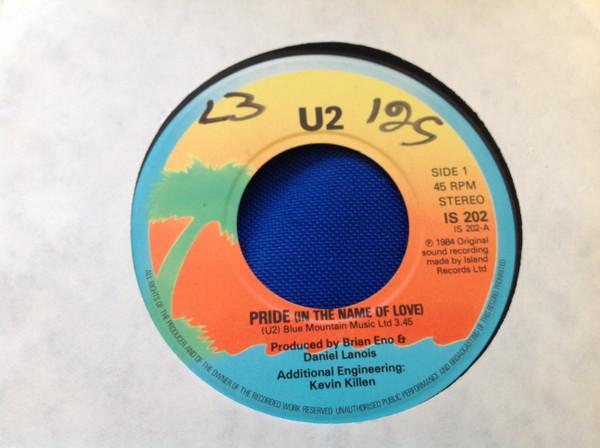 L3
U2
125
SIDE 1
45 RPM
STEREO
IS 202
IS 202-A
℗ 1984 Original
sound recording
made by Island
Records Ltd
PRIDE (IN THE NAME OF LOVE)
(U2) Blue Mountain Music Ltd 3.45
Produced by Brian Eno &
Daniel Lanois
Additional Engineering:
Kevin Killen
ALL RIGHTS OF THE PRODUCER AND OF THE OWNER OF THE RECORDED WORK RESERVED UNAUTHORISED PUBLIC PERFORMANCE AND BROADCASTING OF THIS RECORD PROHIBITED